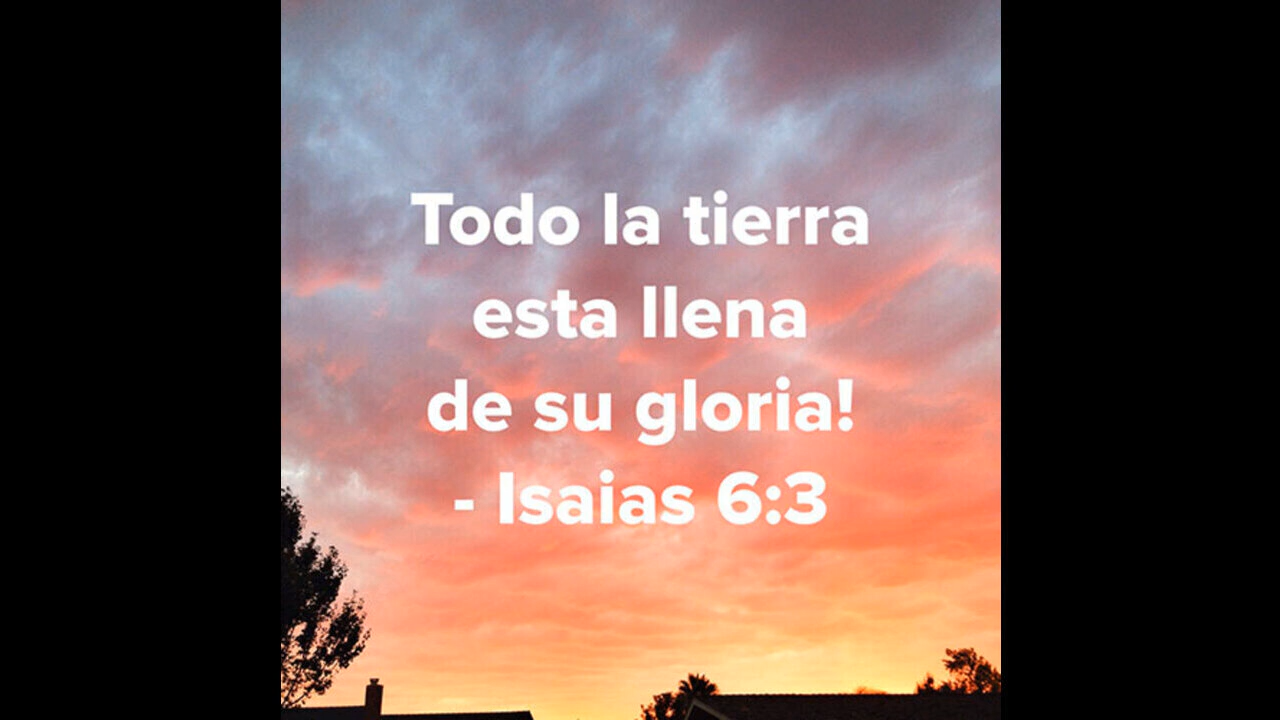 Todo la tierra
esta llena
de su gloria!
- Isaias 6:3